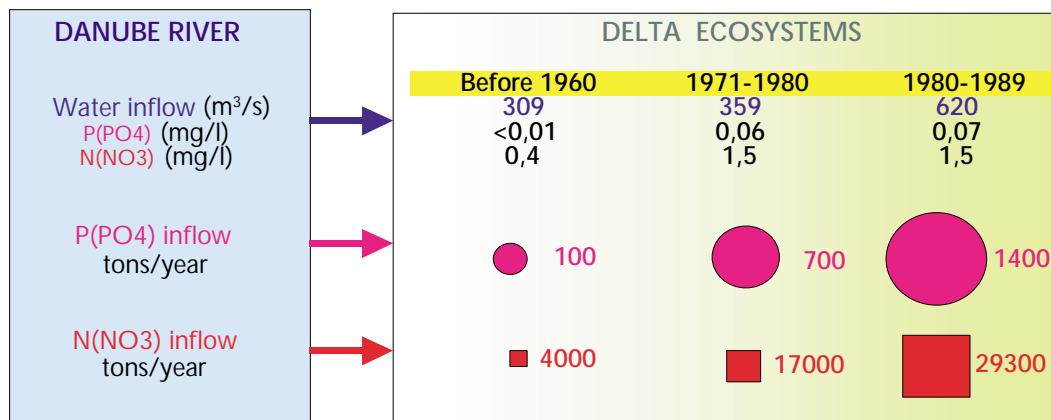 DANUBE RIVER
Water inflow (m³/s)
P(PO4) (mg/l)
N(NO3) (mg/l)
P(PO4) inflow
tons/year
N(NO3) inflow
tons/year
DELTA ECOSYSTEMS
Before 1960 1971-1980 1980-1989
309 359 620
<0,01 0,06 0,07
0,4 1,5 1,5
100 700 1400
4000 17000 29300